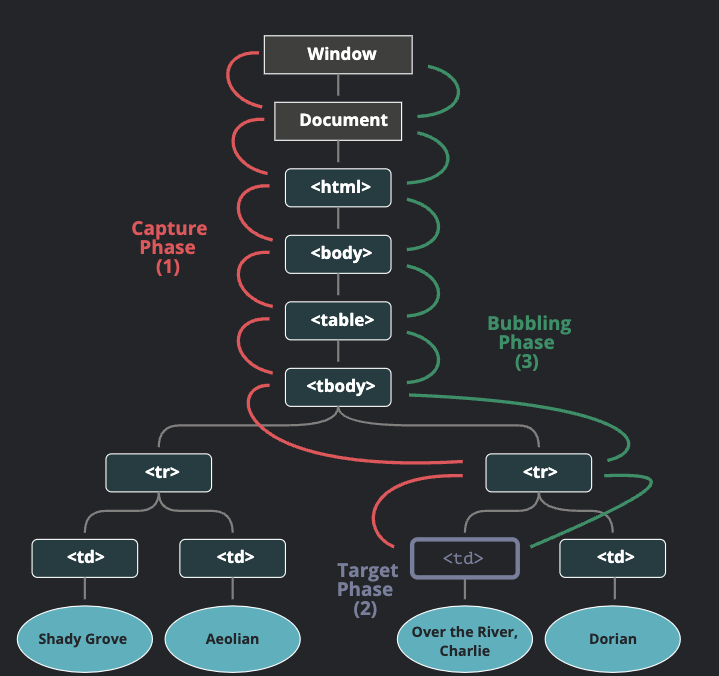 Window
Document
<html>
Capture
Phase
(1)
<body>
<table>
Bubbling
Phase
(3)
<tbody>
<tr>
<tr>
<td>
<td>
Target
Phase
(2)
<td>
<td>
Shady Grove
Aeolian
Over the River,
Charlie
Dorian